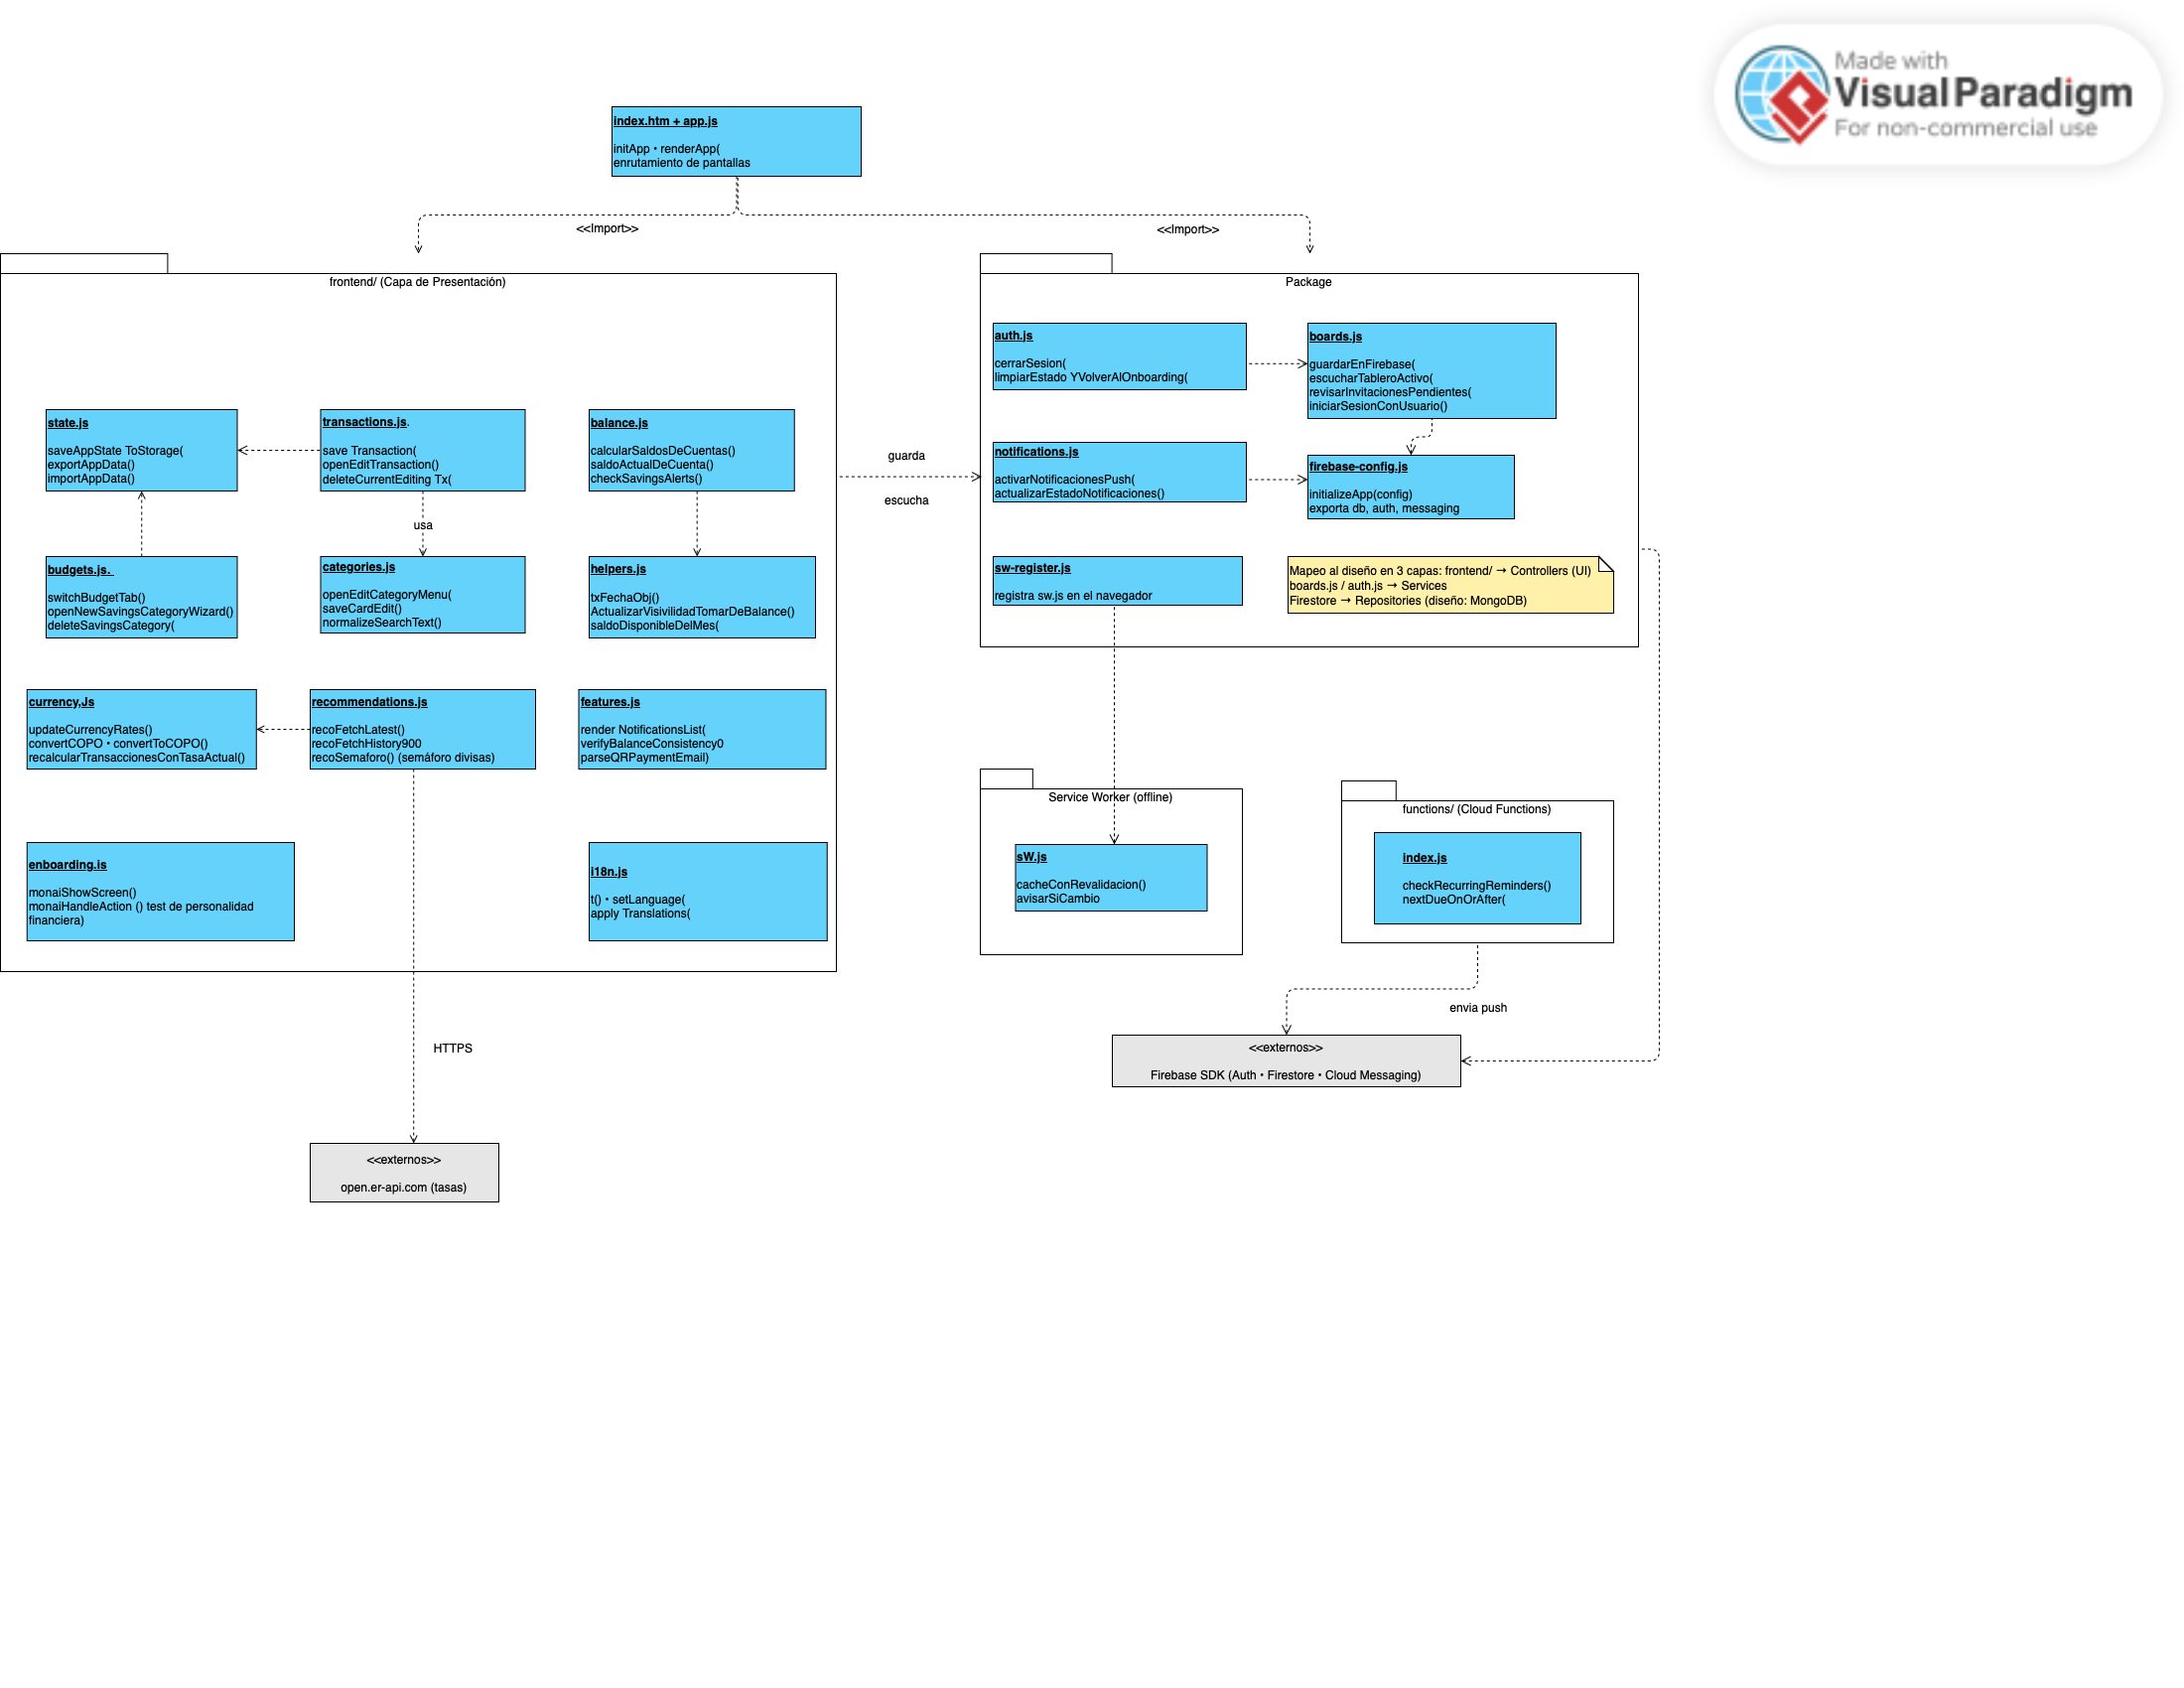 Made with
Visual Paradigm
For non-commercial use
index.htm + app.js
initApp • renderApp(
enrutamiento de pantallas
<<Import>>
<<Import>>
frontend/ (Capa de Presentación)
state.js
saveAppState ToStorage(
exportAppData()
importAppData()
transactions.js.
save Transaction(
openEditTransaction()
deleteCurrentEditing Tx(
balance.js
calcularSaldosDeCuentas()
saldoActualDeCuenta()
checkSavingsAlerts()
usa
budgets.js.
switchBudgetTab()
openNewSavingsCategoryWizard()
deleteSavingsCategory(
categories.js
openEditCategoryMenu(
saveCardEdit()
normalizeSearchText()
helpers.js
txFechaObj()
ActualizarVisivilidadTomarDeBalance()
saldoDisponibleDelMes(
currency,Js
updateCurrencyRates()
convertCOPO • convertToCOPO()
recalcularTransaccionesConTasaActual()
recommendations.js
recoFetchLatest()
recoFetchHistory900
recoSemaforo() (semáforo divisas)
features.js
render NotificationsList(
verifyBalanceConsistency0
parseQRPaymentEmail)
enboarding.is
monaiShowScreen()
monaiHandleAction () test de personalidad
financiera)
i18n.js
t() • setLanguage(
apply Translations(
guarda
escucha
Package
auth.js
cerrarSesion(
limpiarEstado YVolverAlOnboarding(
boards.js
guardarEnFirebase(
escucharTableroActivo(
revisarInvitacionesPendientes(
iniciarSesionConUsuario()
notifications.js
activarNotificacionesPush(
actualizarEstadoNotificaciones()
firebase-config.js
initializeApp(config)
exporta db, auth, messaging
sw-register.js
registra sw.js en el navegador
Mapeo al diseño en 3 capas: frontend/ → Controllers (UI)
boards.js / auth.js → Services
Firestore → Repositories (diseño: MongoDB)
Service Worker (offline)
sW.js
cacheConRevalidacion()
avisarSiCambio
functions/ (Cloud Functions)
index.js
checkRecurringReminders()
nextDueOnOrAfter(
envia push
<<externos>>
Firebase SDK (Auth • Firestore • Cloud Messaging)
HTTPS
<<externos>>
open.er-api.com (tasas)